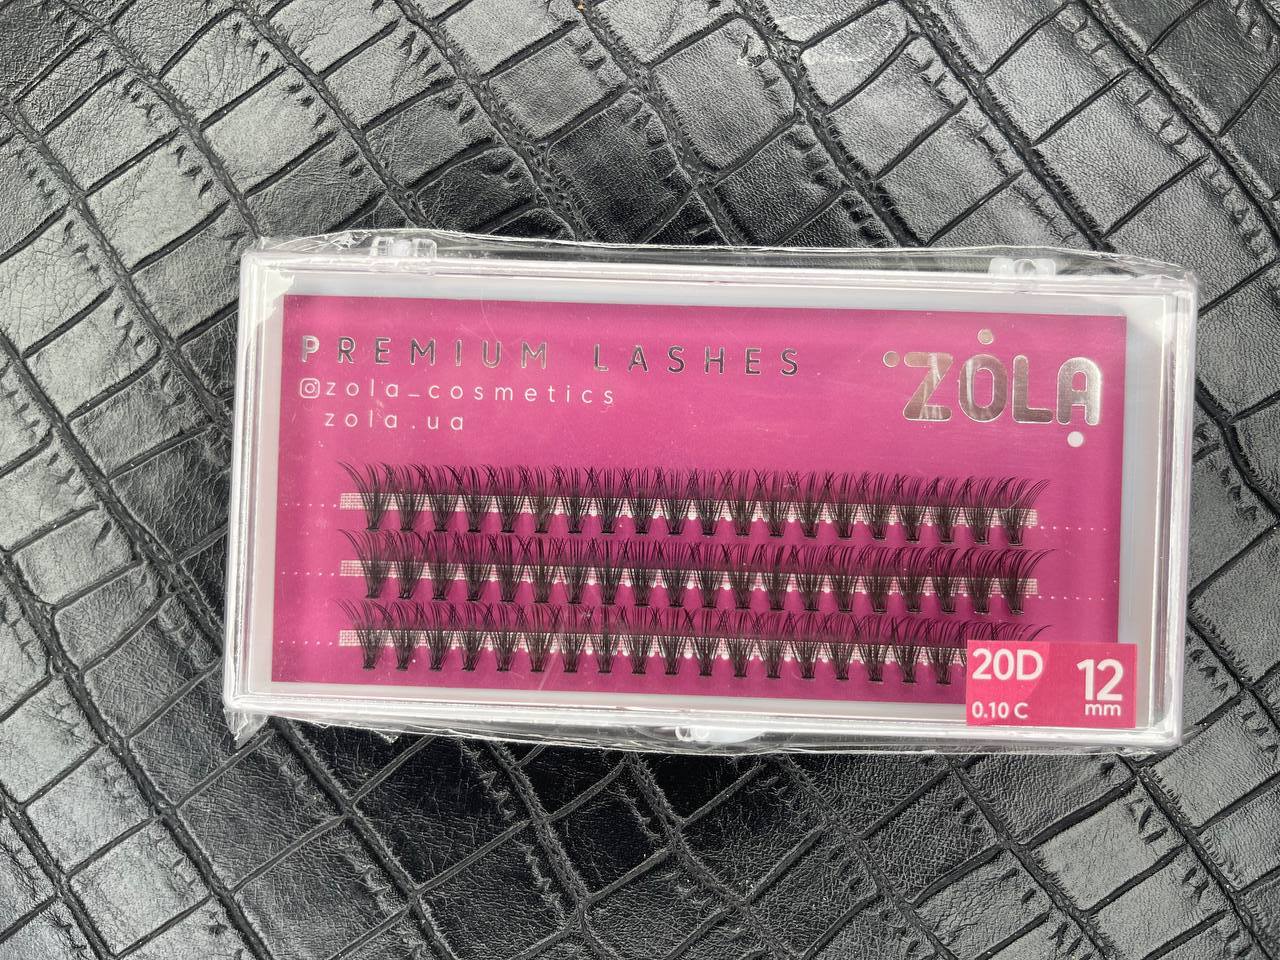 PREMIUM LASHES
zola_cosmetics
zola.ua
ZOLA
20D
0.10 C
12
mm